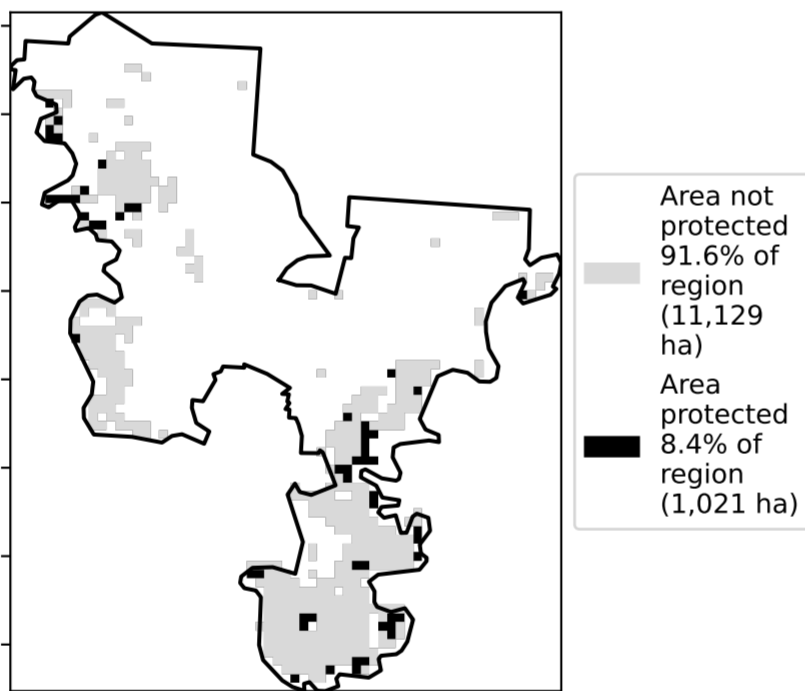 Area not
protected
91.6% of
region
(11,129
ha)
Area
protected
8.4% of
region
(1,021 ha)